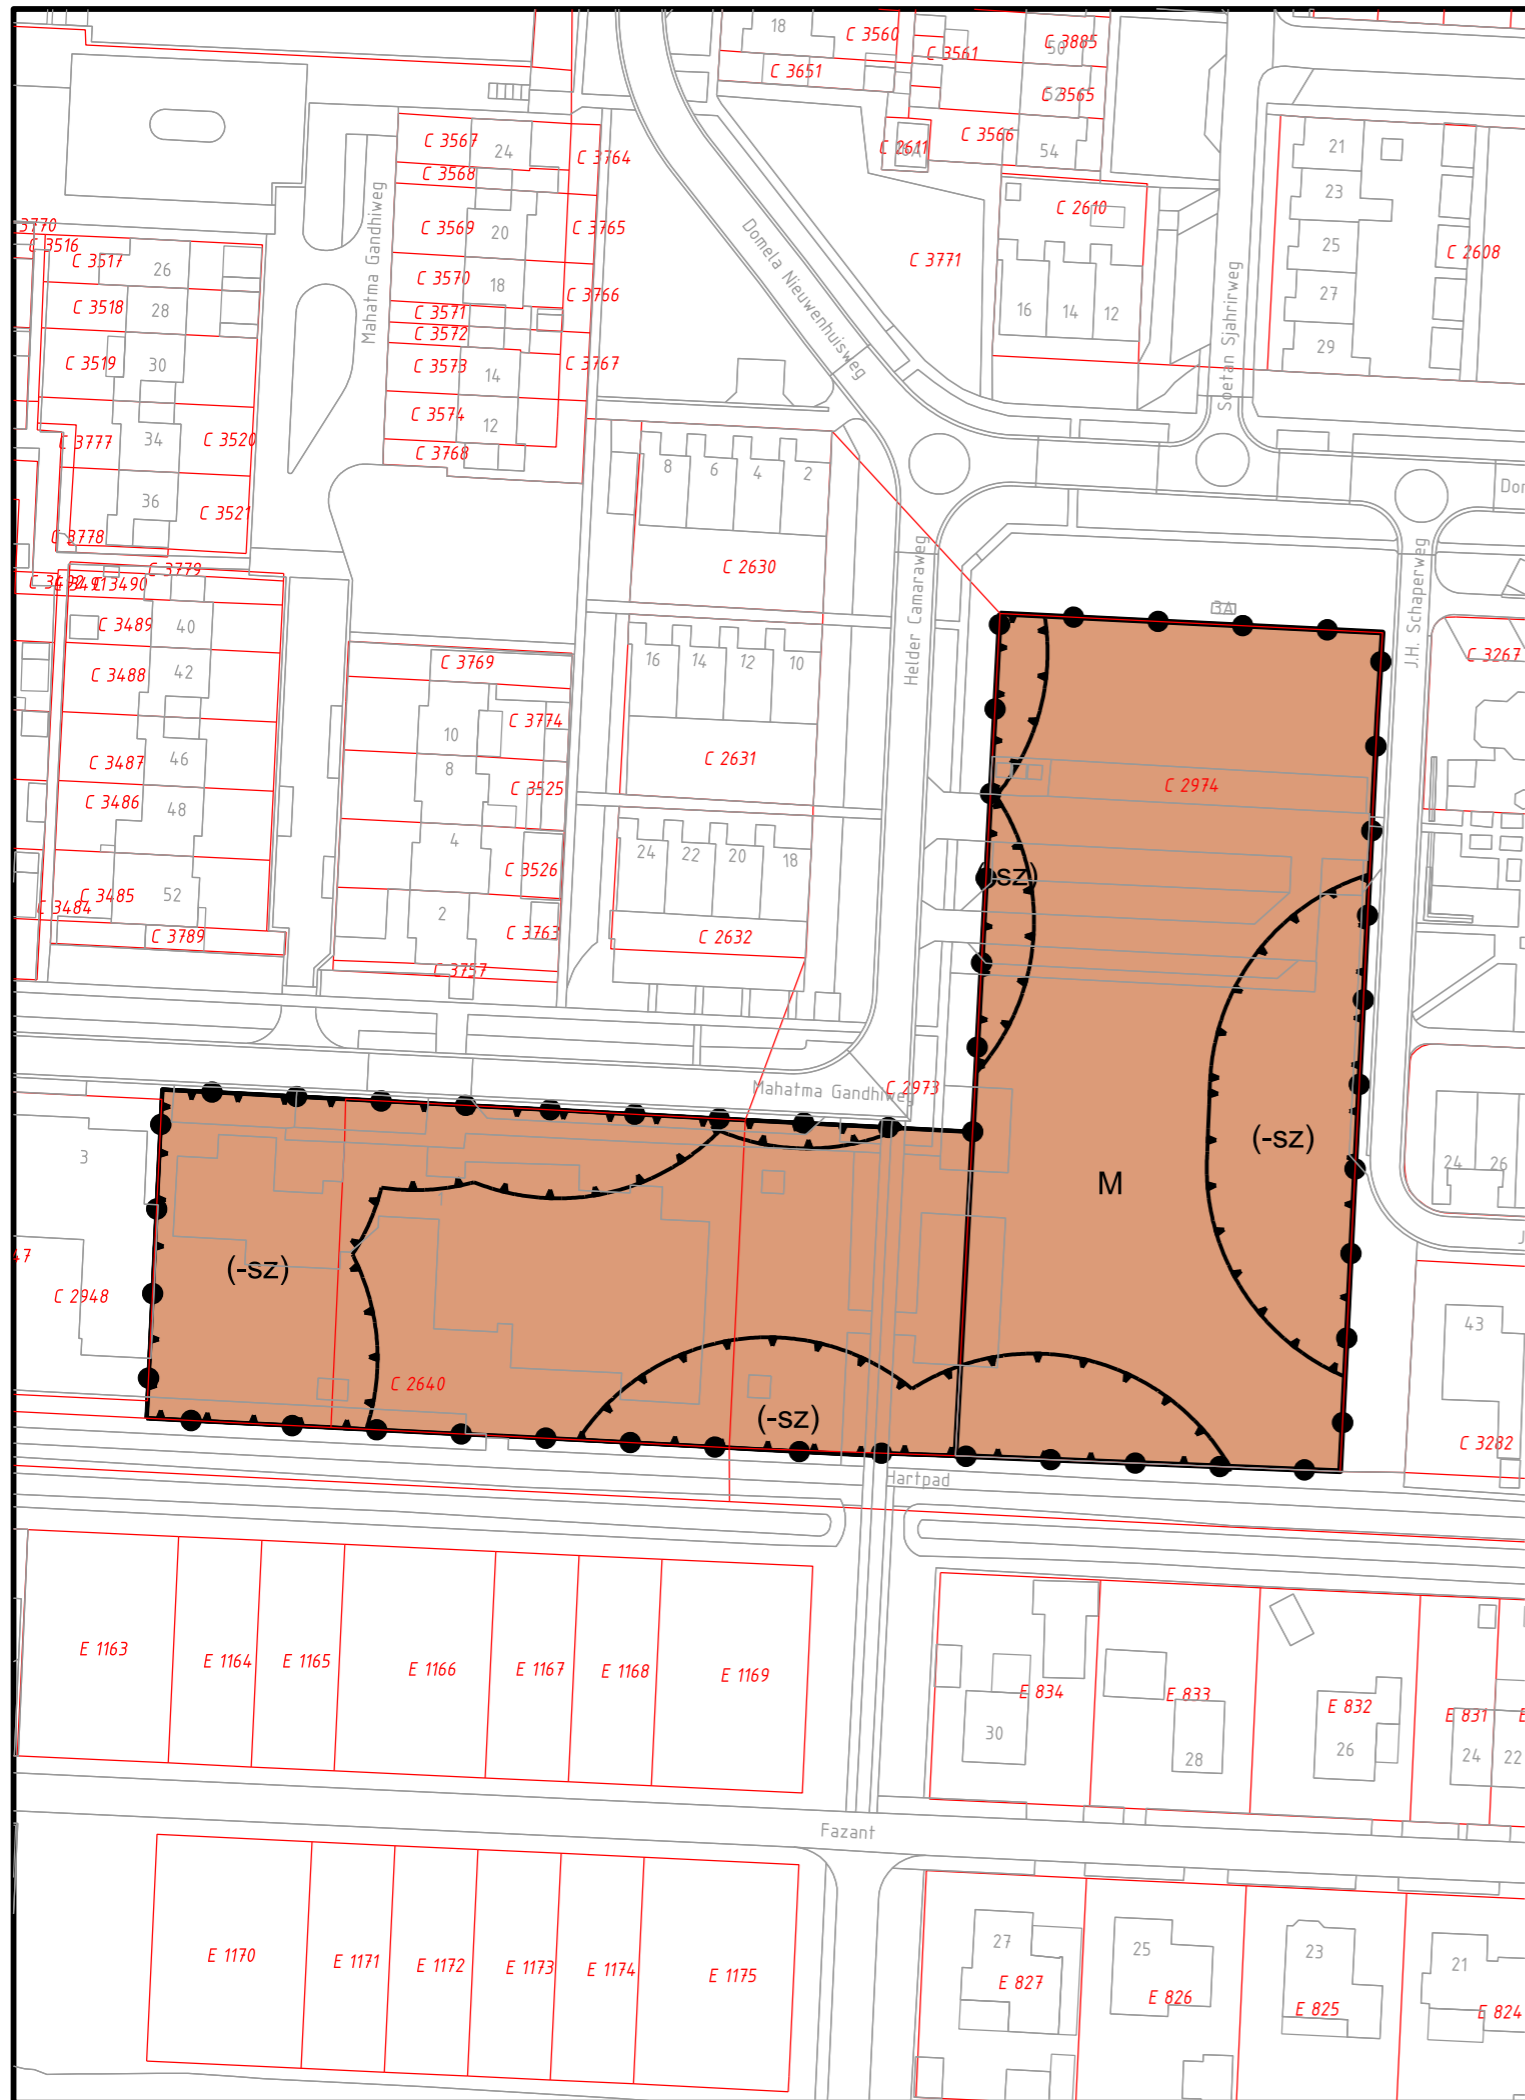 18
C 3560
C 3561
C 3885
50
C 3651
C 3565
52
C 3567
24
C 3764
C 3566
C 2611
54
21
C 3568
23
Mahatma Gandhiweg
C 3569
20
C 3765
C 2610
3770
C 3516
C 3517
26
Domela Nieuwenhuisweg
C 3771
25
C 2608
C 3570
18
C 3766
27
C 3518
28
C 3571
16
14
12
Soetan Sjahrirweg
C 3572
29
C 3519
30
C 3573
14
C 3767
C 3574
12
C 3777
34
C 3520
C 3768
8
6
4
2
36
C 3521
Dor
C 3778
C 3779
C 3490
C 2630
Helder Camaraweg
J.H. Schaperweg
3A
C 3489
40
C 3267
C 3488
42
C 3769
16
14
12
10
10
C 3774
C 3487
46
8
C 2631
C 2974
C 3486
48
C 3525
4
24
22
20
18
C 3526
C 3485
52
C 3484
2
C 3763
C 2632
C 3789
C 3757
(-sz)
Mahatma Gandhiweg
C 2973
3
(-sz)
M
24
26
47
(-sz)
J
C 2948
C 2640
43
(-sz)
Hartpad
C 3282
E 1163
E 1164
E 1165
E 1166
E 1167
E 1168
E 1169
E 834
E 833
E 832
E 831
E
30
28
26
24
22
Fazant
E 1170
E 1171
E 1172
E 1173
E 1174
E 1175
27
25
23
21
E 827
E 826
E 825
E 824